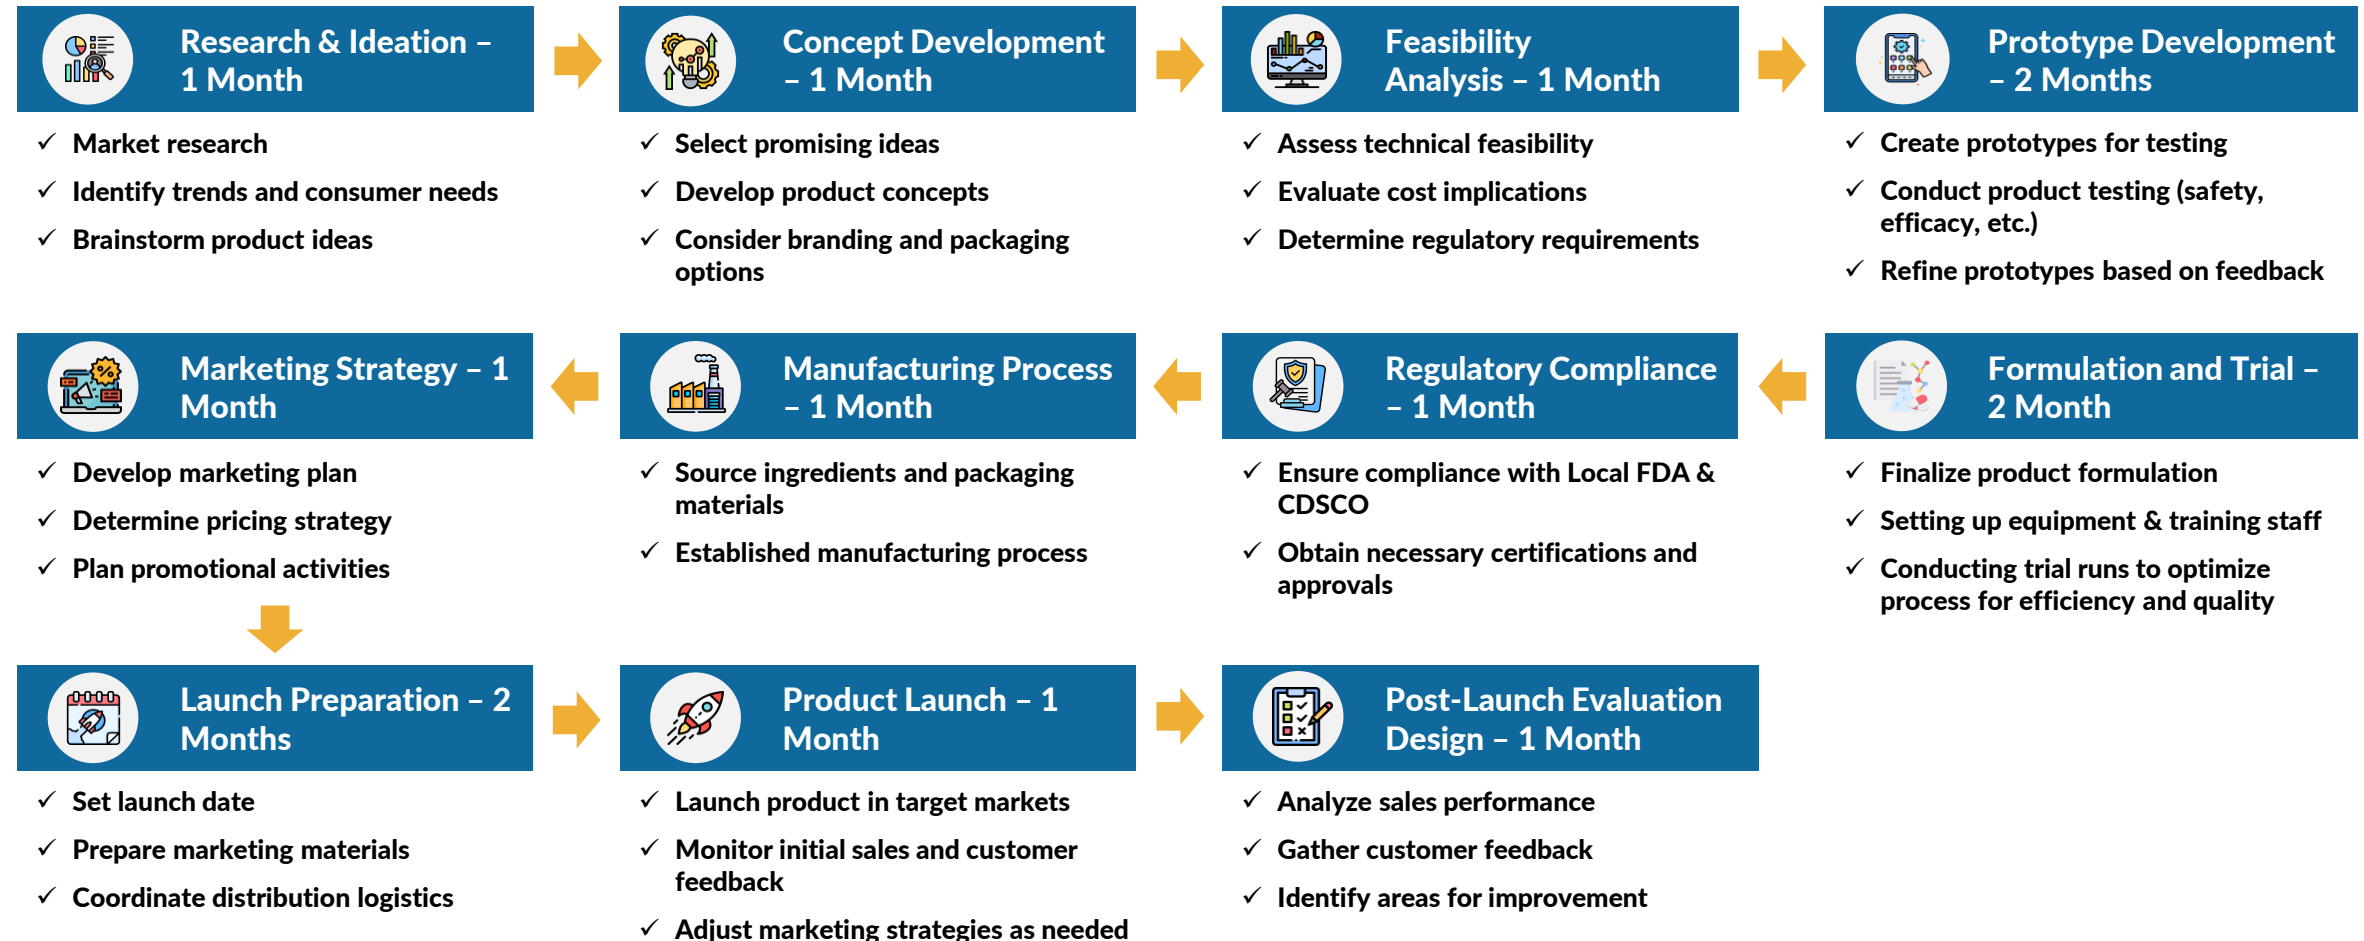 Research & Ideation –
1 Month
Market research
Identify trends and consumer needs
Brainstorm product ideas
Concept Development
– 1 Month
Select promising ideas
Develop product concepts
Consider branding and packaging
options
Feasibility
Analysis – 1 Month
Assess technical feasibility
Evaluate cost implications
Determine regulatory requirements
Prototype Development
– 2 Months
Create prototypes for testing
Conduct product testing (safety,
efficacy, etc.)
Refine prototypes based on feedback
Formulation and Trial –
2 Month
Finalize product formulation
Setting up equipment & training staff
Conducting trial runs to optimize
process for efficiency and quality
Regulatory Compliance
– 1 Month
Ensure compliance with Local FDA &
CDSCO
Obtain necessary certifications and
approvals
Manufacturing Process
– 1 Month
Source ingredients and packaging
materials
Established manufacturing process
Marketing Strategy – 1
Month
Develop marketing plan
Determine pricing strategy
Plan promotional activities
Launch Preparation – 2
Months
Set launch date
Prepare marketing materials
Coordinate distribution logistics
Product Launch – 1
Month
Launch product in target markets
Monitor initial sales and customer
feedback
Adjust marketing strategies as needed
Post-Launch Evaluation
Design – 1 Month
Analyze sales performance
Gather customer feedback
Identify areas for improvement